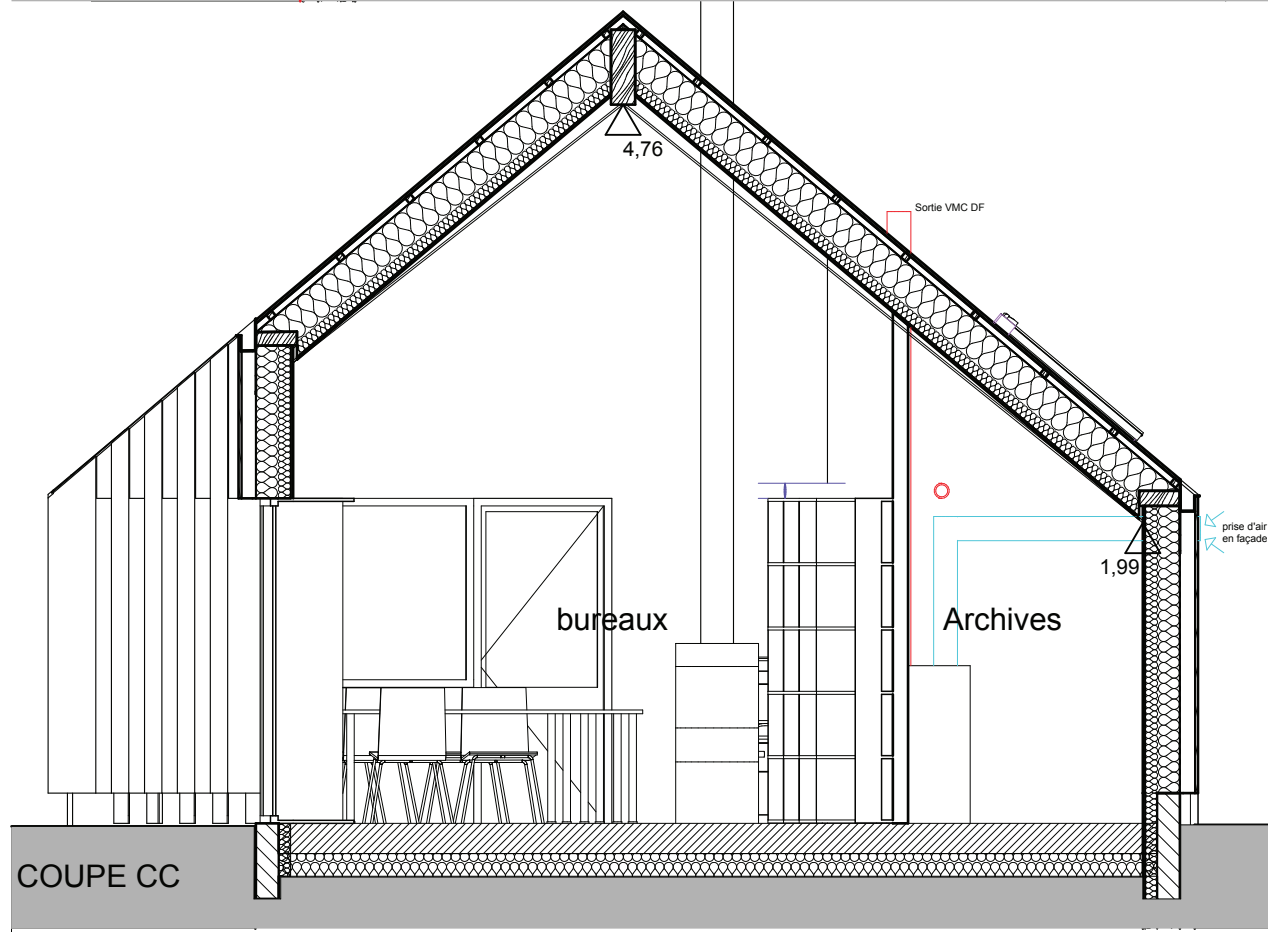 4,76
Sortie VMC DF
prise d'air
en façade
1,99
bureaux
Archives
COUPE CC